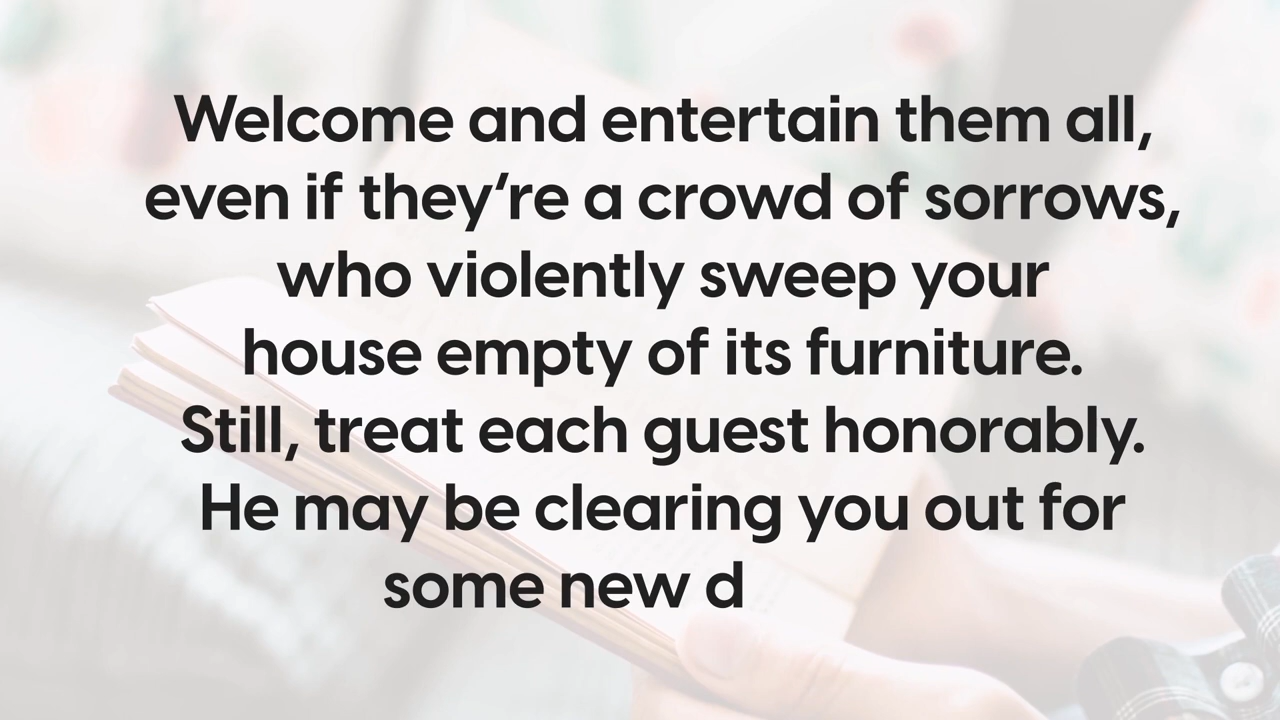 Welcome and entertain them all,
even if they're a crowd of sorrows,
who violently sweep your
house empty of its furniture.
Still, treat each guest honorably.
He may be clearing you out for
some new d